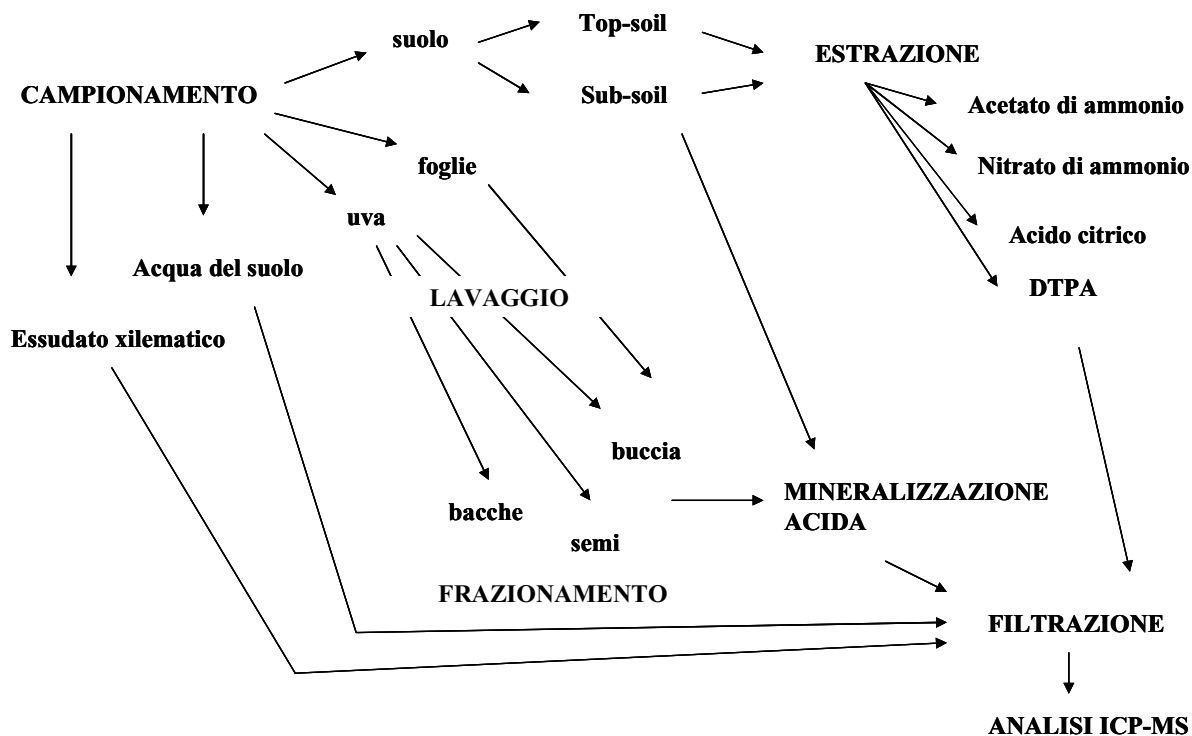 Top-soil
suolo
ESTRAZIONE
CAMPIONAMENTO
Sub-soil
Acetato di ammonio
foglie
Nitrato di ammonio
uva
Acido citrico
Acqua del suolo
DTPA
LAVAGGIO
Essudato xilematico
buccia
MINERALIZZAZIONE
ACIDA
bacche
semi
FRAZIONAMENTO
FILTRAZIONE
ANALISI ICP-MS